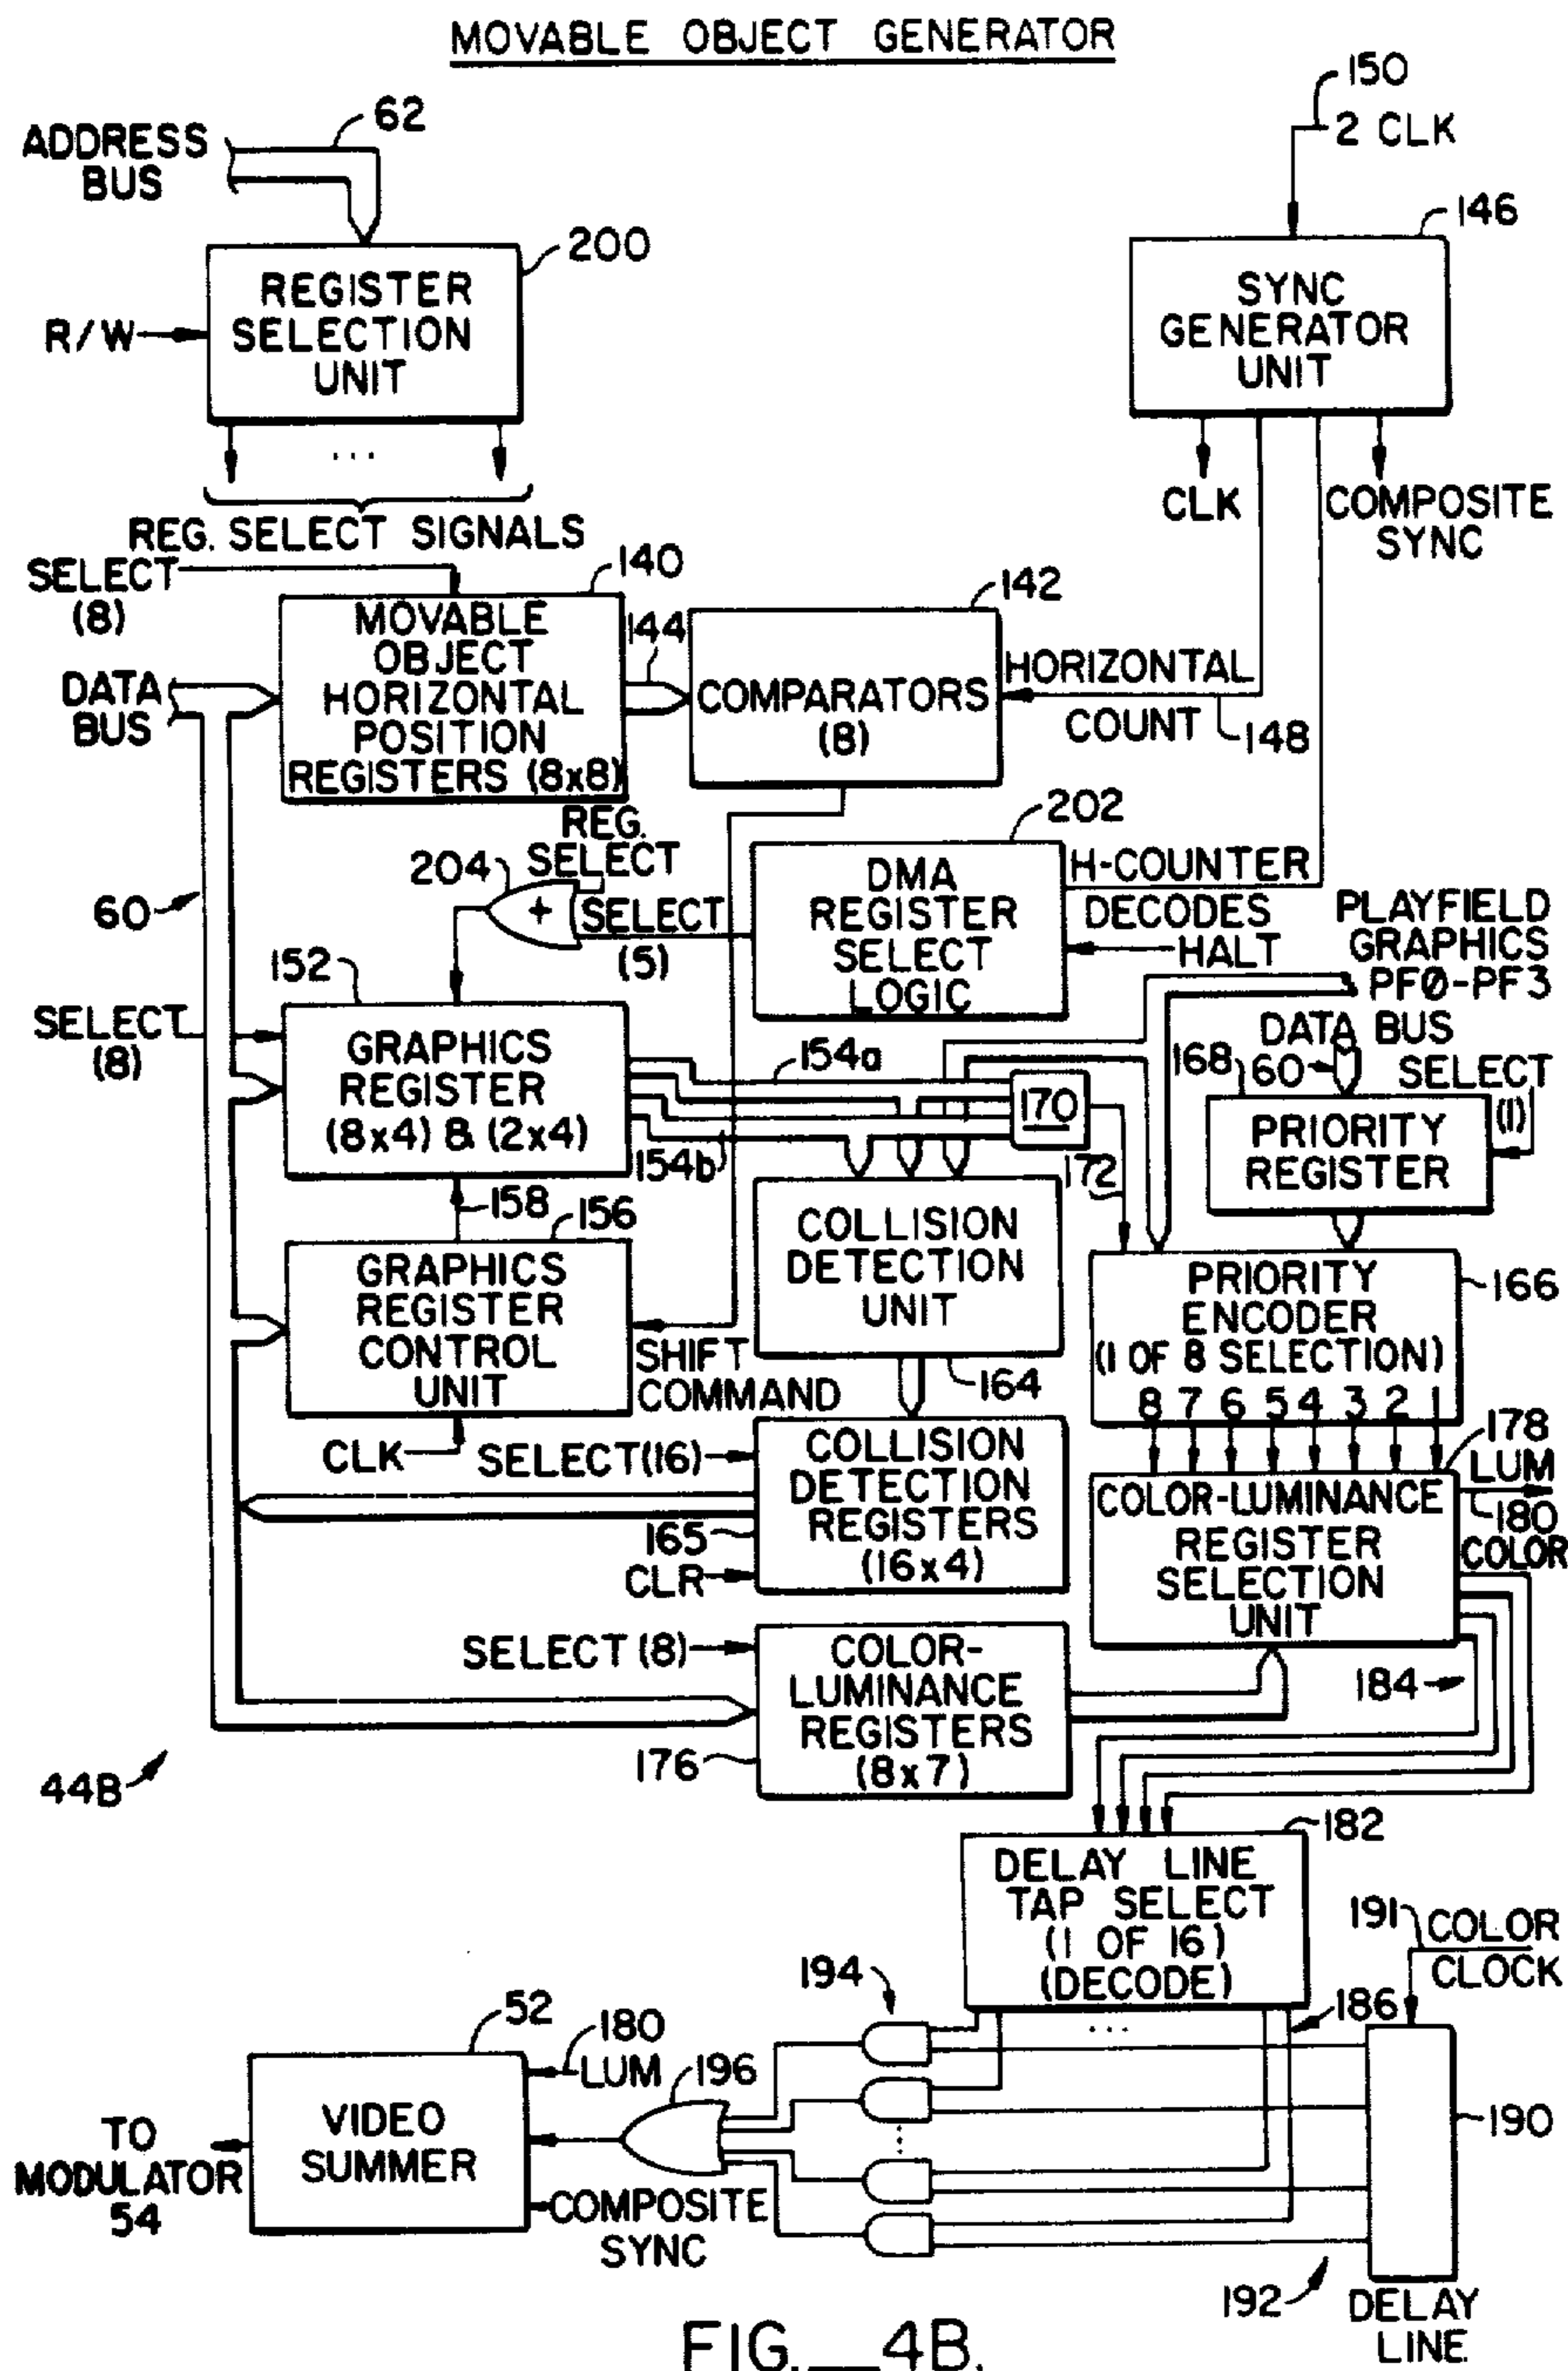 MOVABLE OBJECT GENERATOR
150
2 CLK
62
ADDRESS
BUS
200
REGISTER
SELECTION
UNIT
R/W
...
REG. SELECT SIGNALS
146
SYNC
GENERATOR
UNIT
CLK
COMPOSITE
SYNC
SELECT
(8)
140
MOVABLE
OBJECT
HORIZONTAL
POSITION
REGISTERS (8x8)
DATA
BUS
144
142
COMPARATORS
(8)
HORIZONTAL
COUNT
148
60
204
+
REG.
SELECT
SELECT
(5)
202
DMA
REGISTER
SELECT
LOGIC
H-COUNTER
DECODES
HALT
PLAYFIELD
GRAPHICS
PFØ-PF3
152
SELECT
(8)
GRAPHICS
REGISTER
(8x4) & (2x4)
154a
154b
170
172
DATA BUS
60
168
SELECT
(1)
PRIORITY
REGISTER
158
156
GRAPHICS
REGISTER
CONTROL
UNIT
SHIFT
COMMAND
CLK
COLLISION
DETECTION
UNIT
164
PRIORITY
ENCODER
(1 OF 8 SELECTION)
8 7 6 5 4 3 2 1
166
SELECT (16)
COLLISION
DETECTION
REGISTERS
(16x4)
165
CLR
178
LUM
180
COLOR
COLOR-LUMINANCE
REGISTER
SELECTION
UNIT
184
SELECT (8)
COLOR-
LUMINANCE
REGISTERS
(8x7)
176
44B
182
DELAY LINE
TAP SELECT
(1 OF 16)
(DECODE)
191
COLOR
CLOCK
194
...
186
52
180
LUM
196
VIDEO
SUMMER
TO
MODULATOR
54
COMPOSITE
SYNC
190
192
DELAY
LINE
FIG._4B.